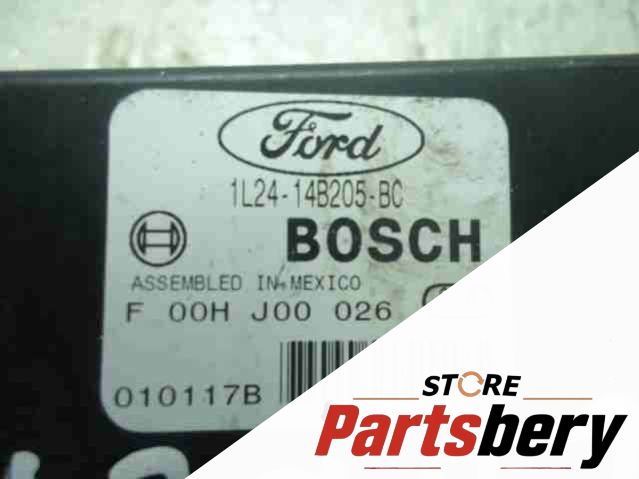 Ford
1L24-14B205-BC
BOSCH
ASSEMBLED IN MEXICO
F 00H J00 026
010117B
STORE
Partsbery